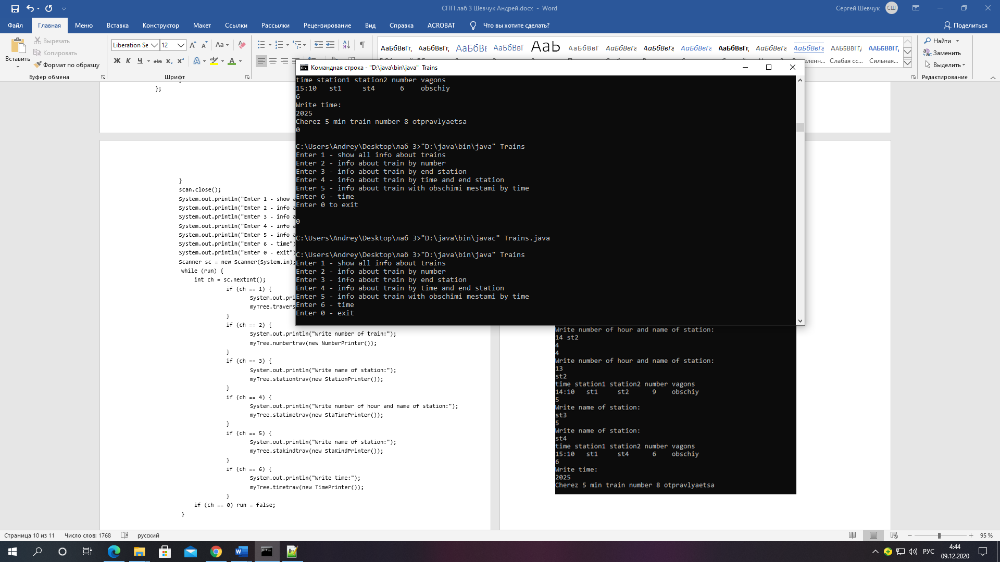 СПП лаб 3 Шевчук Андрей.docx - Word
Сергей Шевчук СШ
Файл Главная Меню Вставка Конструктор Макет Ссылки Рассылки Рецензирование Вид Справка ACROBAT Что вы хотите сделать? Поделиться
Вставить
Вырезать
Копировать
Формат по образцу
Буфер обмена
Liberation Se 12
Ж К Ч abc x₂ x²
Шрифт
АаБбВвГг, АаБбВвГг, АаБбВ АаБбВвГ Aab АаБбВвГ АаБбВвГг АаБбВвГг АаБбВвГг АаБбВвГг, АаБбВвГг АаБбВвГг АаБбВвГг, АаБбВвГг,
Слабая сс... Сильная...
Найти
Заменить
Выделить
Редактирование
Командная строка - "D:\java\bin\java" Trains
time station1 station2 number vagons
15:10 st1 st4 6 obschiy
6
Write time:
2025
Cherez 5 min train number 8 otpravlyaetsa
0
C:\Users\Andrey\Desktop\лаб 3>"D:\java\bin\java" Trains
Enter 1 - show all info about trains
Enter 2 - info about train by number
Enter 3 - info about train by end station
Enter 4 - info about train by time and end station
Enter 5 - info about train with obschimi mestami by time
Enter 6 - time
Enter 0 to exit
0
C:\Users\Andrey\Desktop\лаб 3>"D:\java\bin\javac" Trains.java
C:\Users\Andrey\Desktop\лаб 3>"D:\java\bin\java" Trains
Enter 1 - show all info about trains
Enter 2 - info about train by number
Enter 3 - info about train by end station
Enter 4 - info about train by time and end station
Enter 5 - info about train with obschimi mestami by time
Enter 6 - time
Enter 0 - exit
};
}
scan.close();
System.out.println("Enter 1 - show a
System.out.println("Enter 2 - info a
System.out.println("Enter 3 - info a
System.out.println("Enter 4 - info a
System.out.println("Enter 5 - info a
System.out.println("Enter 6 - time")
System.out.println("Enter 0 - exit")
Scanner sc = new Scanner(System.in);
while (run) {
int ch = sc.nextInt();
if (ch == 1) {
System.out.pri
myTree.travers
}
if (ch == 2) {
System.out.println("Write number of train:");
myTree.numbertrav(new NumberPrinter());
}
if (ch == 3) {
System.out.println("Write name of station:");
myTree.stationtrav(new StationPrinter());
}
if (ch == 4) {
System.out.println("Write number of hour and name of station:");
myTree.statimetrav(new StaTimePrinter());
}
if (ch == 5) {
System.out.println("Write name of station:");
myTree.stakindtrav(new StaKindPrinter());
}
if (ch == 6) {
System.out.println("Write time:");
myTree.timetrav(new TimePrinter());
}
if (ch == 0) run = false;
}
Write number of hour and name of station:
14 st2
4
4
Write number of hour and name of station:
13
st2
time station1 station2 number vagons
14:10 st1 st2 9 obschiy
5
Write name of station:
st3
5
Write name of station:
st4
time station1 station2 number vagons
15:10 st1 st4 6 obschiy
6
Write time:
2025
Cherez 5 min train number 8 otpravlyaetsa
Страница 10 из 11 Число слов: 1768 русский 95 %
РУС
4:44
09.12.2020